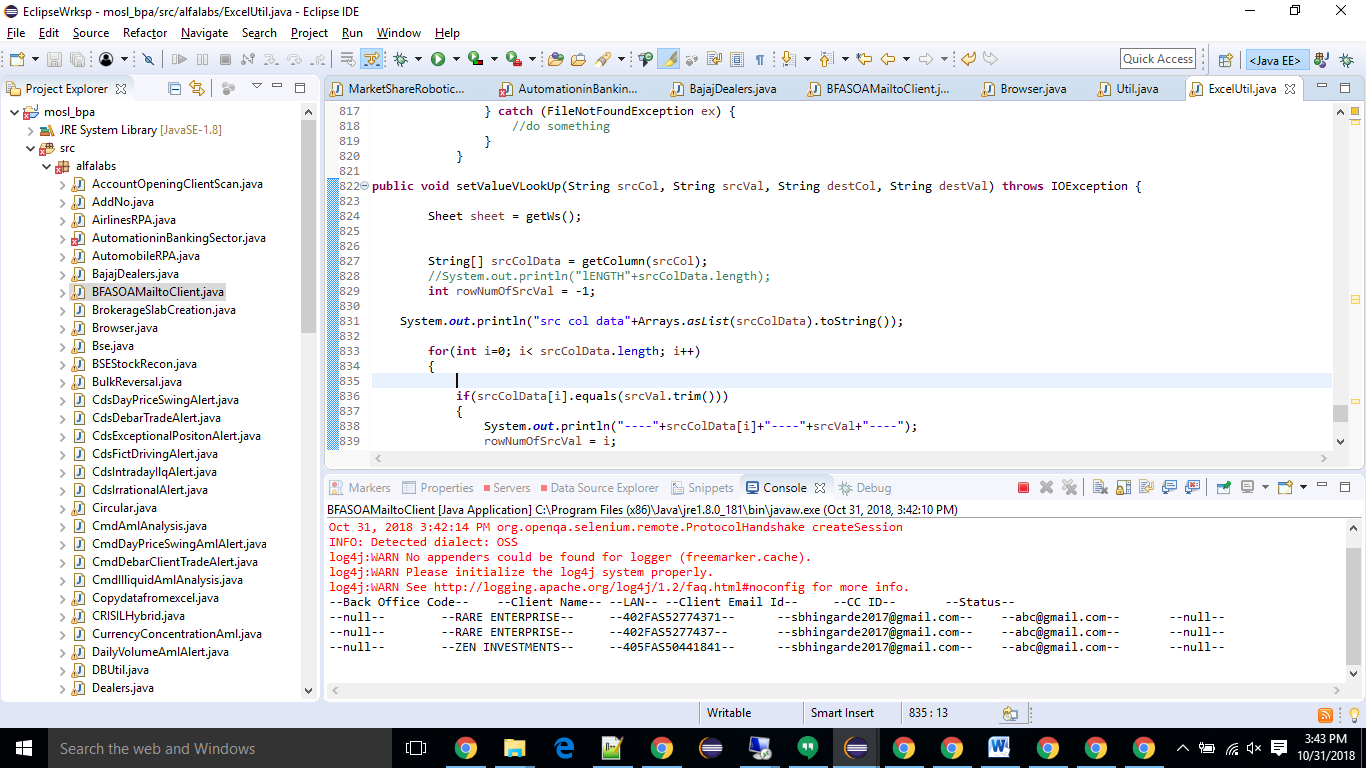 EclipseWrksp - mosl_bpa/src/alfalabs/ExcelUtil.java - Eclipse IDE
File Edit Source Refactor Navigate Search Project Run Window Help
Quick Access
<Java EE>
Project Explorer
mosl_bpa
JRE System Library [JavaSE-1.8]
src
alfalabs
AccountOpeningClientScan.java
AddNo.java
AirlinesRPA.java
AutomationinBankingSector.java
AutomobileRPA.java
BajajDealers.java
BFASOAMailtoClient.java
BrokerageSlabCreation.java
Browser.java
Bse.java
BSEStockRecon.java
BulkReversal.java
CdsDayPriceSwingAlert.java
CdsDebarTradeAlert.java
CdsExceptionalPositonAlert.java
CdsFictDrivingAlert.java
CdsIntradayIlqAlert.java
CdsIrrationalAlert.java
Circular.java
CmdAmlAnalysis.java
CmdDayPriceSwingAmlAlert.java
CmdDebarClientTradeAlert.java
CmdIlliquidAmlAnalysis.java
Copydatafromexcel.java
CRISILHybrid.java
CurrencyConcentrationAml.java
DailyVolumeAmlAlert.java
DBUtil.java
Dealers.java
MarketShareRobotic... AutomationinBankin... BajajDealers.java BFASOAMailtoClient.j... Browser.java Util.java ExcelUtil.java
817 } catch (FileNotFoundException ex) {
818 //do something
819 }
820 }
821
822 public void setValueVLookUp(String srcCol, String srcVal, String destCol, String destVal) throws IOException {
823
824 Sheet sheet = getWs();
825
826
827 String[] srcColData = getColumn(srcCol);
828 //System.out.println("lENGTH"+srcColData.length);
829 int rowNumOfSrcVal = -1;
830
831 System.out.println("src col data"+Arrays.asList(srcColData).toString());
832
833 for(int i=0; i< srcColData.length; i++)
834 {
835
836 if(srcColData[i].equals(srcVal.trim()))
837 {
838 System.out.println("----"+srcColData[i]+"----"+srcVal+"----");
839 rowNumOfSrcVal = i;
Markers Properties Servers Data Source Explorer Snippets Console Debug
BFASOAMailtoClient [Java Application] C:\Program Files (x86)\Java\jre1.8.0_181\bin\javaw.exe (Oct 31, 2018, 3:42:10 PM)
Oct 31, 2018 3:42:14 PM org.openqa.selenium.remote.ProtocolHandshake createSession
INFO: Detected dialect: OSS
log4j:WARN No appenders could be found for logger (freemarker.cache).
log4j:WARN Please initialize the log4j system properly.
log4j:WARN See http://logging.apache.org/log4j/1.2/faq.html#noconfig for more info.
--Back Office Code-- --Client Name-- --LAN-- --Client Email Id-- --CC ID-- --Status--
--null-- --RARE ENTERPRISE-- --402FAS52774371-- --sbhingarde2017@gmail.com-- --abc@gmail.com-- --null--
--null-- --RARE ENTERPRISE-- --402FAS52774437-- --sbhingarde2017@gmail.com-- --abc@gmail.com-- --null--
--null-- --ZEN INVESTMENTS-- --405FAS50441841-- --sbhingarde2017@gmail.com-- --abc@gmail.com-- --null--
Writable Smart Insert 835 : 13
Search the web and Windows
3:43 PM
10/31/2018